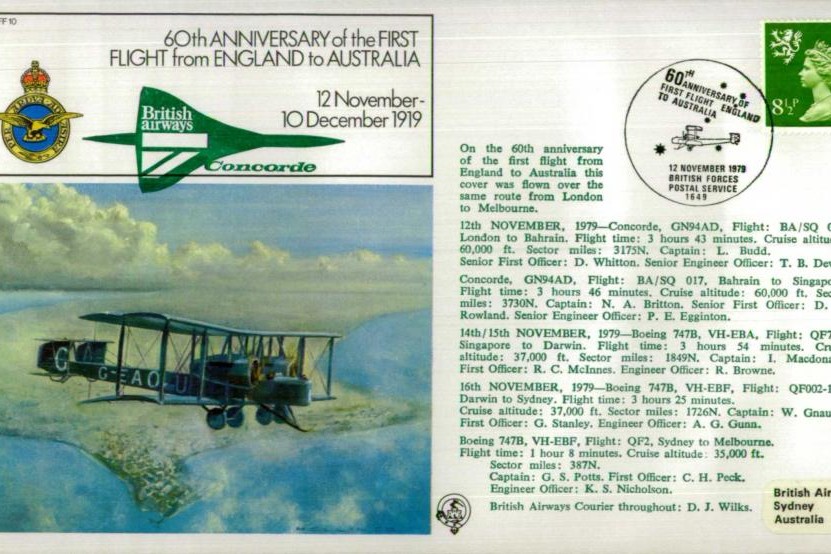 FF 10
60th ANNIVERSARY of the FIRST
FLIGHT from ENGLAND to AUSTRALIA
12 November-
10 December 1919
British
airways
Concorde
60TH
ANNIVERSARY OF
FIRST FLIGHT ENGLAND
TO AUSTRALIA
12 NOVEMBER 1979
BRITISH FORCES
POSTAL SERVICE
1649
8½P
On the 60th anniversary
of the first flight from
England to Australia this
cover was flown over the
same route from London
to Melbourne.
12th NOVEMBER, 1979—Concorde, GN94AD, Flight: BA/SQ
London to Bahrain. Flight time: 3 hours 43 minutes. Cruise
60,000 ft. Sector miles: 3175N. Captain: L. Budd.
Senior First Officer: D. Whitton. Senior Engineer Officer: T. B.
Concorde, GN94AD, Flight: BA/SQ 017, Bahrain to
Flight time: 3 hours 46 minutes. Cruise altitude: 60,000 ft.
miles: 3730N. Captain: N. A. Britton. Senior First Officer: D.
Rowland. Senior Engineer Officer: P. E. Egginton.
14th/15th NOVEMBER, 1979—Boeing 747B, VH-EBA, Flight:
Singapore to Darwin. Flight time: 3 hours 54 minutes.
altitude: 37,000 ft. Sector miles: 1849N. Captain: I.
First Officer: R. C. McInnes. Engineer Officer: R. Browne.
16th NOVEMBER, 1979—Boeing 747B, VH-EBF, Flight: QF002-1
Darwin to Sydney. Flight time: 3 hours 25 minutes.
Cruise altitude: 37,000 ft. Sector miles: 1726N. Captain: W.
First Officer: G. Stanley. Engineer Officer: A. G. Gunn.
Boeing 747B, VH-EBF, Flight: QF2, Sydney to Melbourne.
Flight time: 1 hour 8 minutes. Cruise altitude: 35,000 ft.
Sector miles: 387N.
Captain: G. S. Potts. First Officer: C. H. Peck.
Engineer Officer: K. S. Nicholson.
British Airways Courier throughout: D. J. Wilks.
British
Sydney
Australia
G
G-EAOU